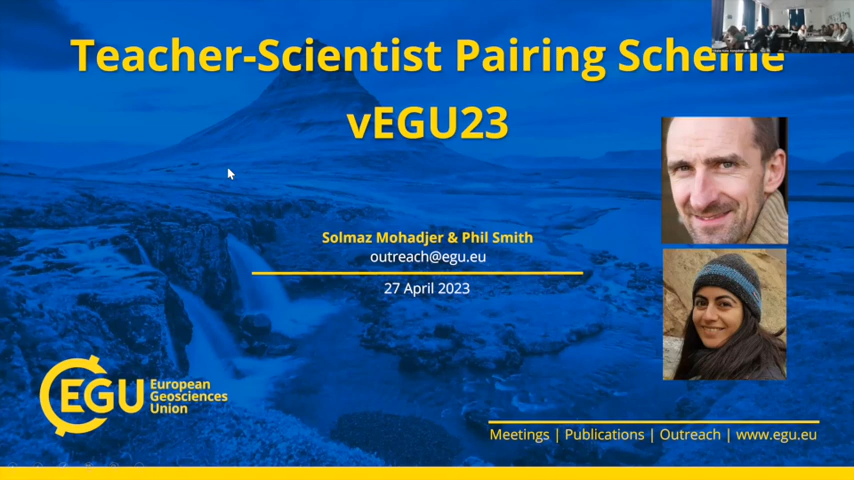 Teacher-Scientist Pairing Scheme
vEGU23
Solmaz Mohadjer & Phil Smith
outreach@egu.eu
27 April 2023
EGU
European
Geosciences
Union
Meetings | Publications | Outreach | www.egu.eu